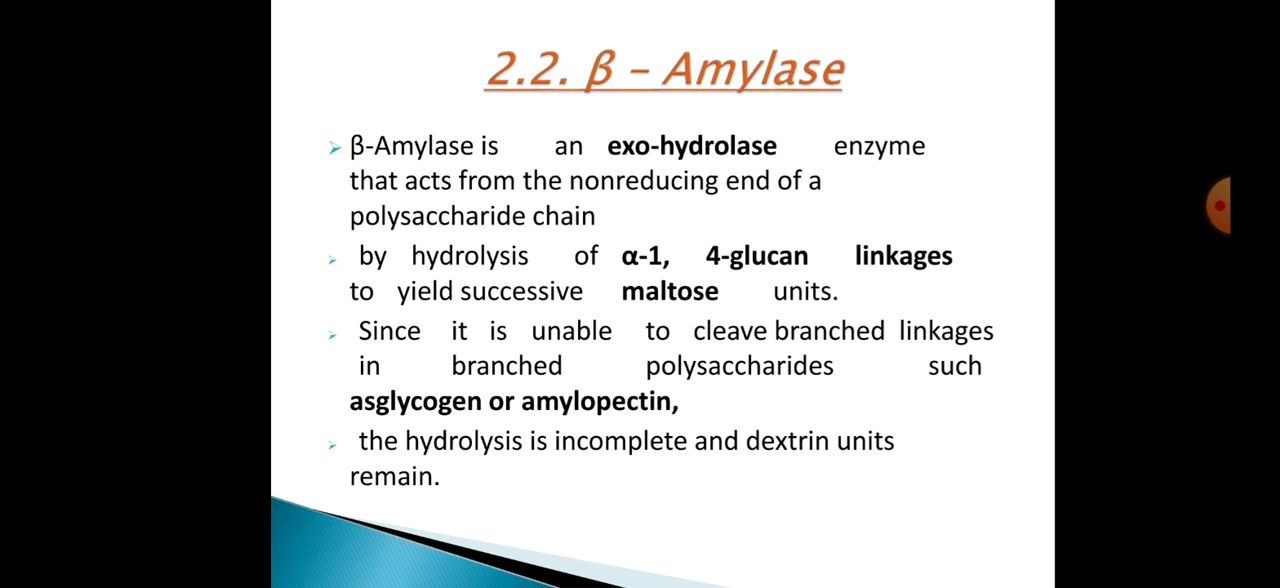 2.2. β – Amylase
β-Amylase is an exo-hydrolase enzyme
that acts from the nonreducing end of a
polysaccharide chain
by hydrolysis of α-1, 4-glucan linkages
to yield successive maltose units.
Since it is unable to cleave branched linkages
in branched polysaccharides such
asglycogen or amylopectin,
the hydrolysis is incomplete and dextrin units
remain.